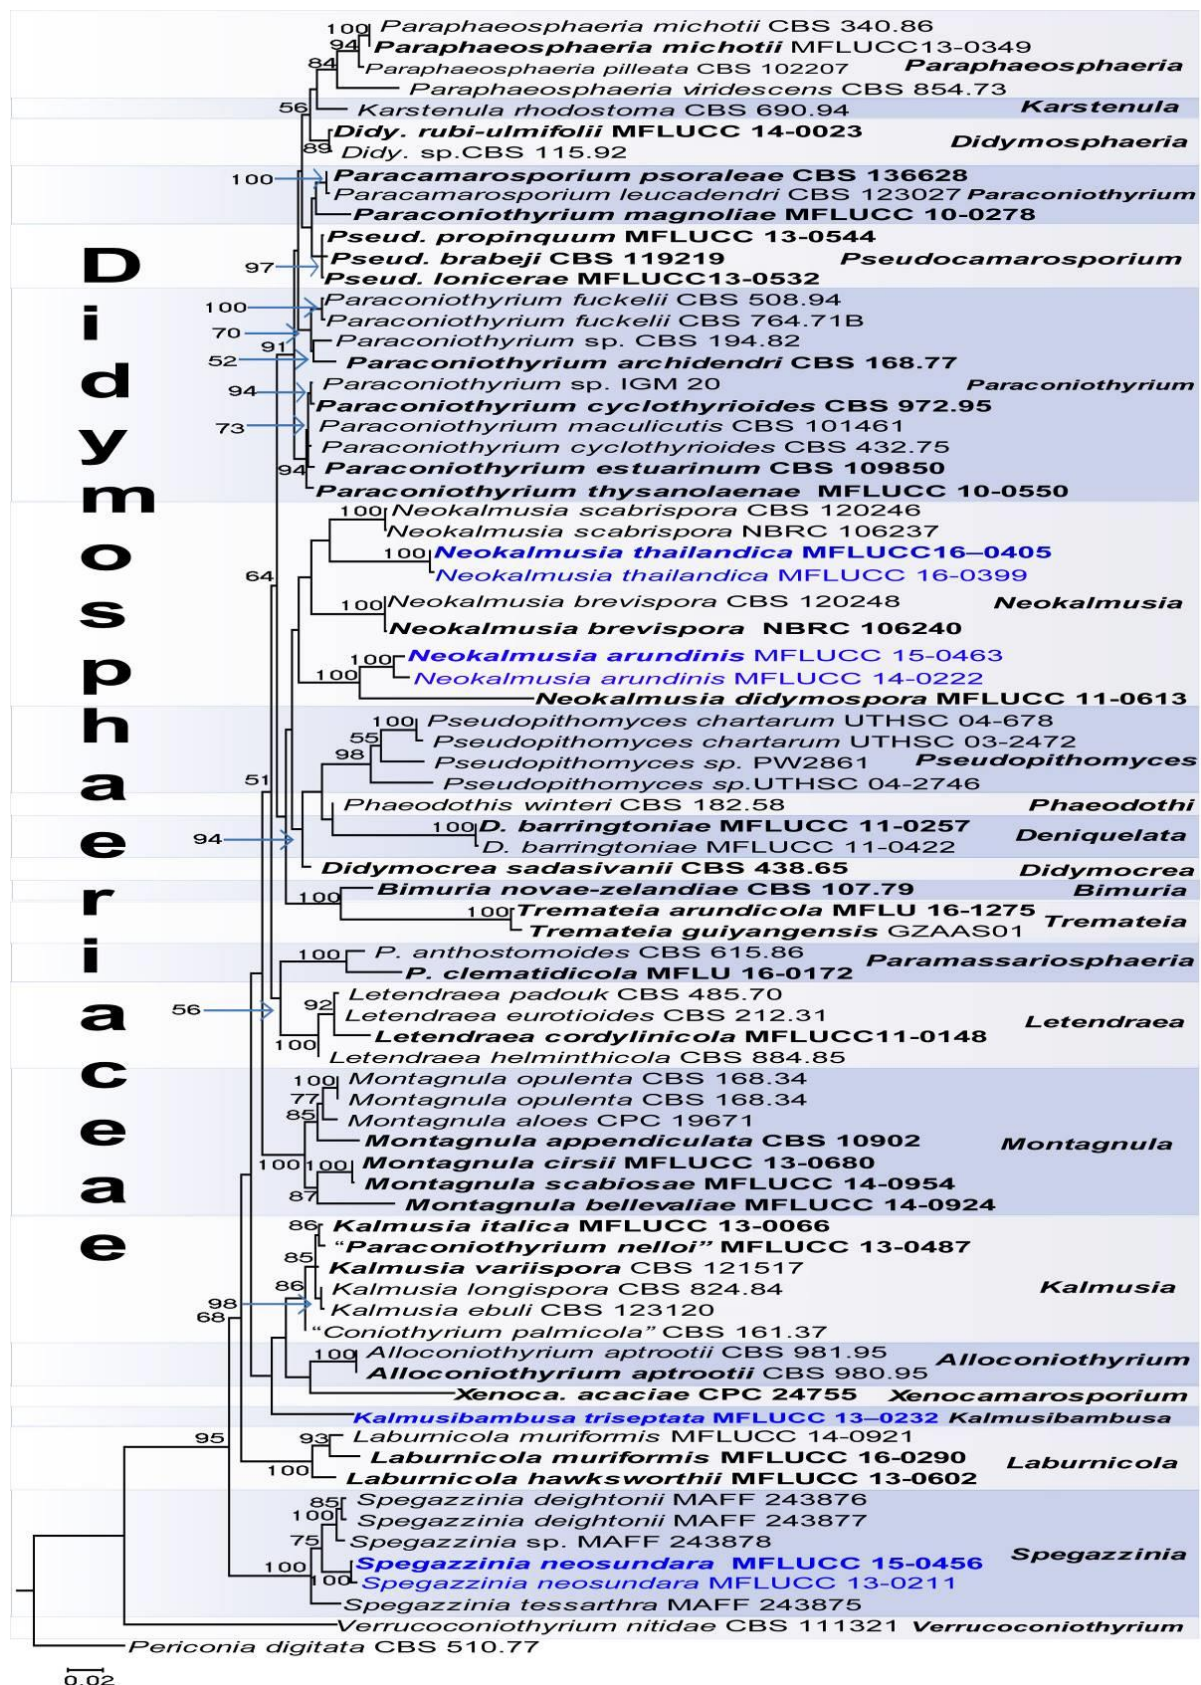 100 Paraphaeosphaeria michotii CBS 340.86
94 Paraphaeosphaeria michotii MFLUCC13-0349
84 Paraphaeosphaeria pilleata CBS 102207 Paraphaeosphaeria
Paraphaeosphaeria viridescens CBS 854.73
56 Karstenula rhodostoma CBS 690.94 Karstenula
Didy. rubi-ulmifolii MFLUCC 14-0023
Didymosphaeria
89 Didy. sp.CBS 115.92
100 Paracamarosporium psoraleae CBS 136628
Paracamarosporium leucadendri CBS 123027 Paraconiothyrium
Paraconiothyrium magnoliae MFLUCC 10-0278
Pseud. propinquum MFLUCC 13-0544
Pseud. brabeji CBS 119219 Pseudocamarosporium
97 Pseud. lonicerae MFLUCC13-0532
Paraconiothyrium fuckelii CBS 508.94
100 Paraconiothyrium fuckelii CBS 764.71B
70 Paraconiothyrium sp. CBS 194.82
91
52 Paraconiothyrium archidendri CBS 168.77
94 Paraconiothyrium sp. IGM 20 Paraconiothyrium
Paraconiothyrium cyclothyrioides CBS 972.95
73 Paraconiothyrium maculicutis CBS 101461
Paraconiothyrium cyclothyrioides CBS 432.75
94 Paraconiothyrium estuarinum CBS 109850
Paraconiothyrium thysanolaenae MFLUCC 10-0550
100 Neokalmusia scabrispora CBS 120246
Neokalmusia scabrispora NBRC 106237
100 Neokalmusia thailandica MFLUCC16–0405
64 Neokalmusia thailandica MFLUCC 16-0399
100 Neokalmusia brevispora CBS 120248 Neokalmusia
Neokalmusia brevispora NBRC 106240
100 Neokalmusia arundinis MFLUCC 15-0463
100 Neokalmusia arundinis MFLUCC 14-0222
Neokalmusia didymospora MFLUCC 11-0613
100 Pseudopithomyces chartarum UTHSC 04-678
55 Pseudopithomyces chartarum UTHSC 03-2472
98 Pseudopithomyces sp. PW2861 Pseudopithomyces
51 Pseudopithomyces sp.UTHSC 04-2746
Phaeodothis winteri CBS 182.58 Phaeodothi
100 D. barringtoniae MFLUCC 11-0257
Deniquelata
94 D. barringtoniae MFLUCC 11-0422
Didymocrea sadasivanii CBS 438.65 Didymocrea
100 Bimuria novae-zelandiae CBS 107.79 Bimuria
100 Tremateia arundicola MFLU 16-1275
Tremateia
Tremateia guiyangensis GZAAS01
100 P. anthostomoides CBS 615.86
Paramassariosphaeria
P. clematidicola MFLU 16-0172
Letendraea padouk CBS 485.70
56 92 Letendraea eurotioides CBS 212.31
Letendraea
100 Letendraea cordylinicola MFLUCC11-0148
Letendraea helminthicola CBS 884.85
100 Montagnula opulenta CBS 168.34
77 Montagnula opulenta CBS 168.34
85 Montagnula aloes CPC 19671
Montagnula appendiculata CBS 10902 Montagnula
100 100 Montagnula cirsii MFLUCC 13-0680
Montagnula scabiosae MFLUCC 14-0954
87 Montagnula bellevaliae MFLUCC 14-0924
86 Kalmusia italica MFLUCC 13-0066
“Paraconiothyrium nelloi” MFLUCC 13-0487
85 Kalmusia variispora CBS 121517
86 Kalmusia longispora CBS 824.84 Kalmusia
98 Kalmusia ebuli CBS 123120
68 “Coniothyrium palmicola” CBS 161.37
100 Alloconiothyrium aptrootii CBS 981.95
Alloconiothyrium
Alloconiothyrium aptrootii CBS 980.95
Xenoca. acaciae CPC 24755 Xenocamarosporium
Kalmusibambusa triseptata MFLUCC 13–0232 Kalmusibambusa
95 93 Laburnicola muriformis MFLUCC 14-0921
Laburnicola muriformis MFLUCC 16-0290 Laburnicola
100 Laburnicola hawksworthii MFLUCC 13-0602
85 Spegazzinia deightonii MAFF 243876
100 Spegazzinia deightonii MAFF 243877
75 Spegazzinia sp. MAFF 243878
Spegazzinia
100 Spegazzinia neosundara MFLUCC 15-0456
100 Spegazzinia neosundara MFLUCC 13-0211
Spegazzinia tessarthra MAFF 243875
Verrucoconiothyrium nitidae CBS 111321 Verrucoconiothyrium
Periconia digitata CBS 510.77
0.02
Didymosphaeriaceae